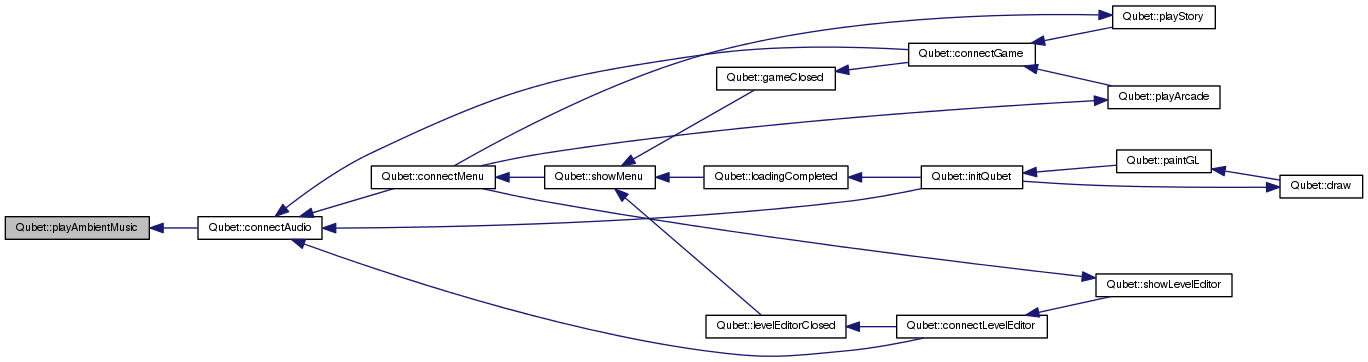 Qubet::playStory
Qubet::connectGame
Qubet::gameClosed
Qubet::playArcade
Qubet::paintGL
Qubet::connectMenu
Qubet::showMenu
Qubet::loadingCompleted
Qubet::initQubet
Qubet::draw
Qubet::playAmbientMusic
Qubet::connectAudio
Qubet::showLevelEditor
Qubet::levelEditorClosed
Qubet::connectLevelEditor